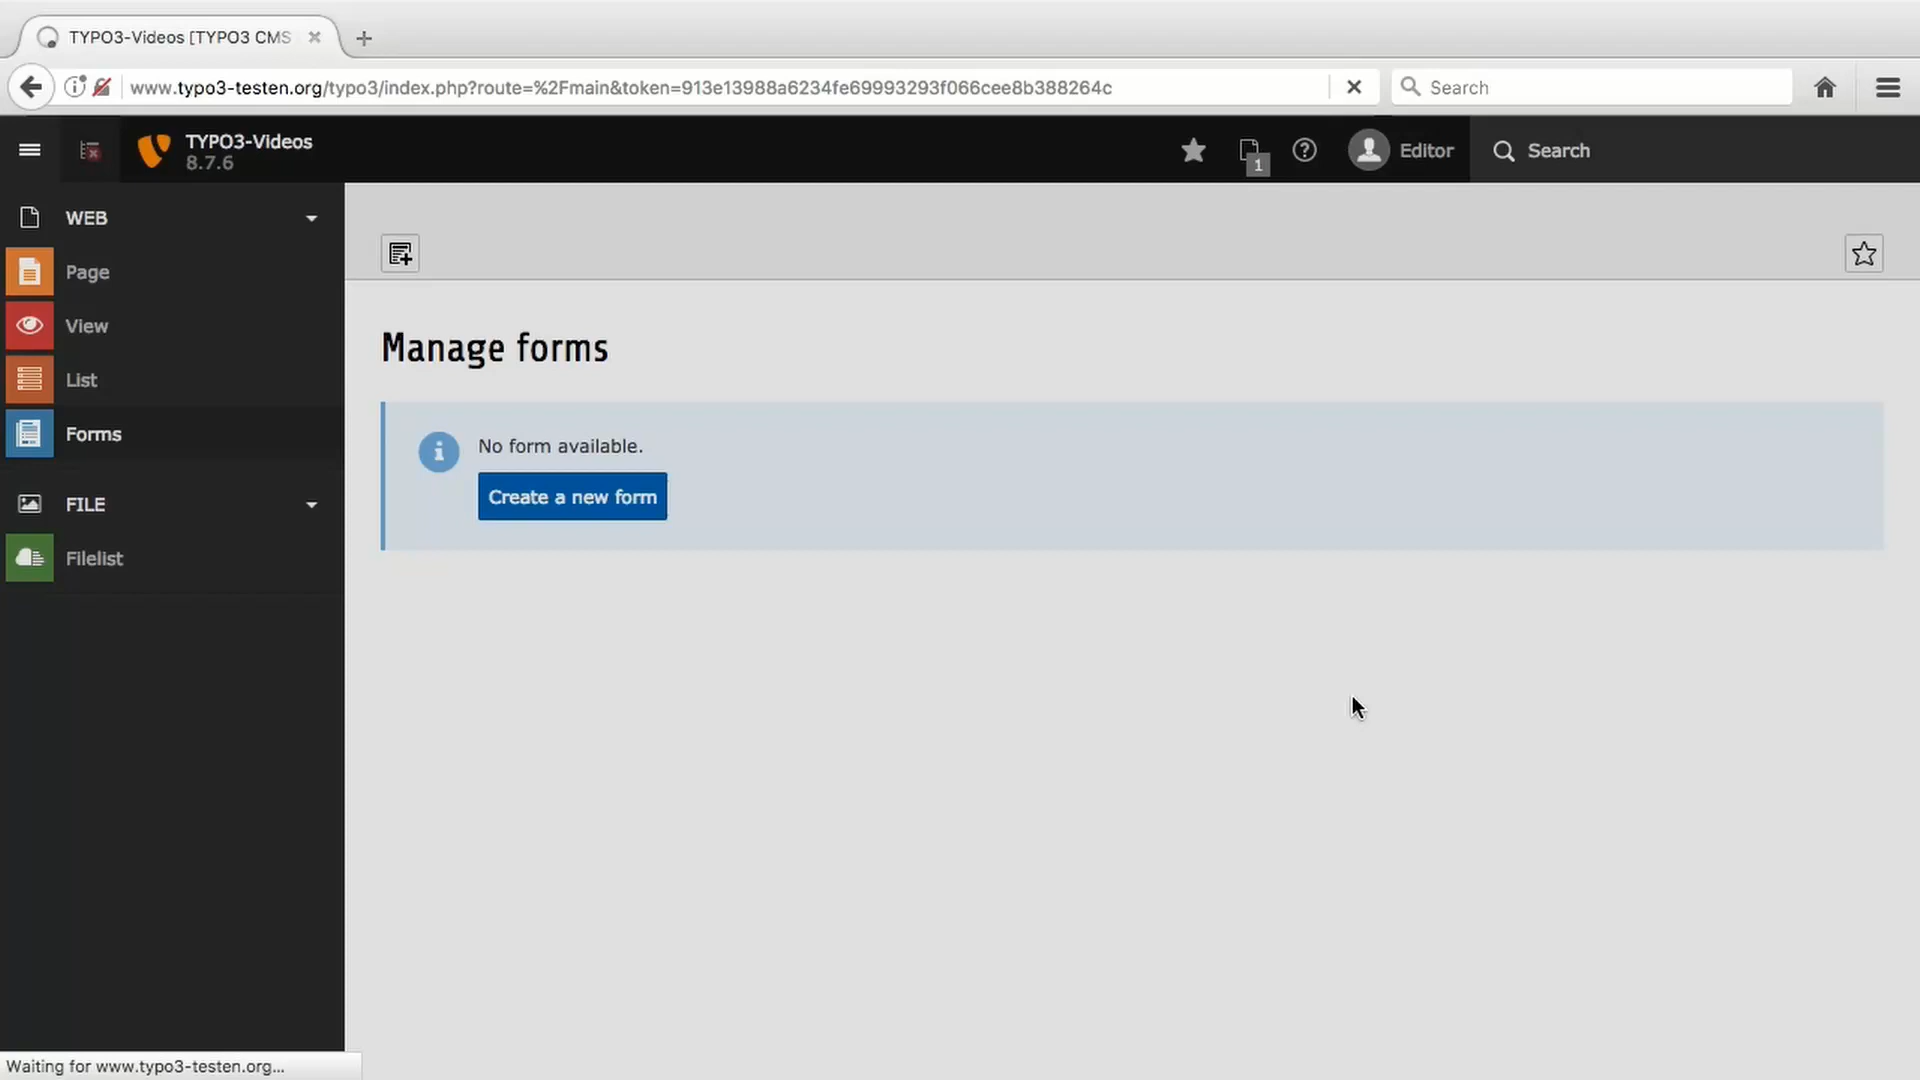 TYPO3-Videos [TYPO3 CMS
www.typo3-testen.org/typo3/index.php?route=%2Fmain&token=913e13988a6234fe69993293f066cee8b388264c
Search
TYPO3-Videos
8.7.6
1
Editor
Search
WEB
Page
View
List
Forms
FILE
Filelist
Manage forms
No form available.
Create a new form
Waiting for www.typo3-testen.org...